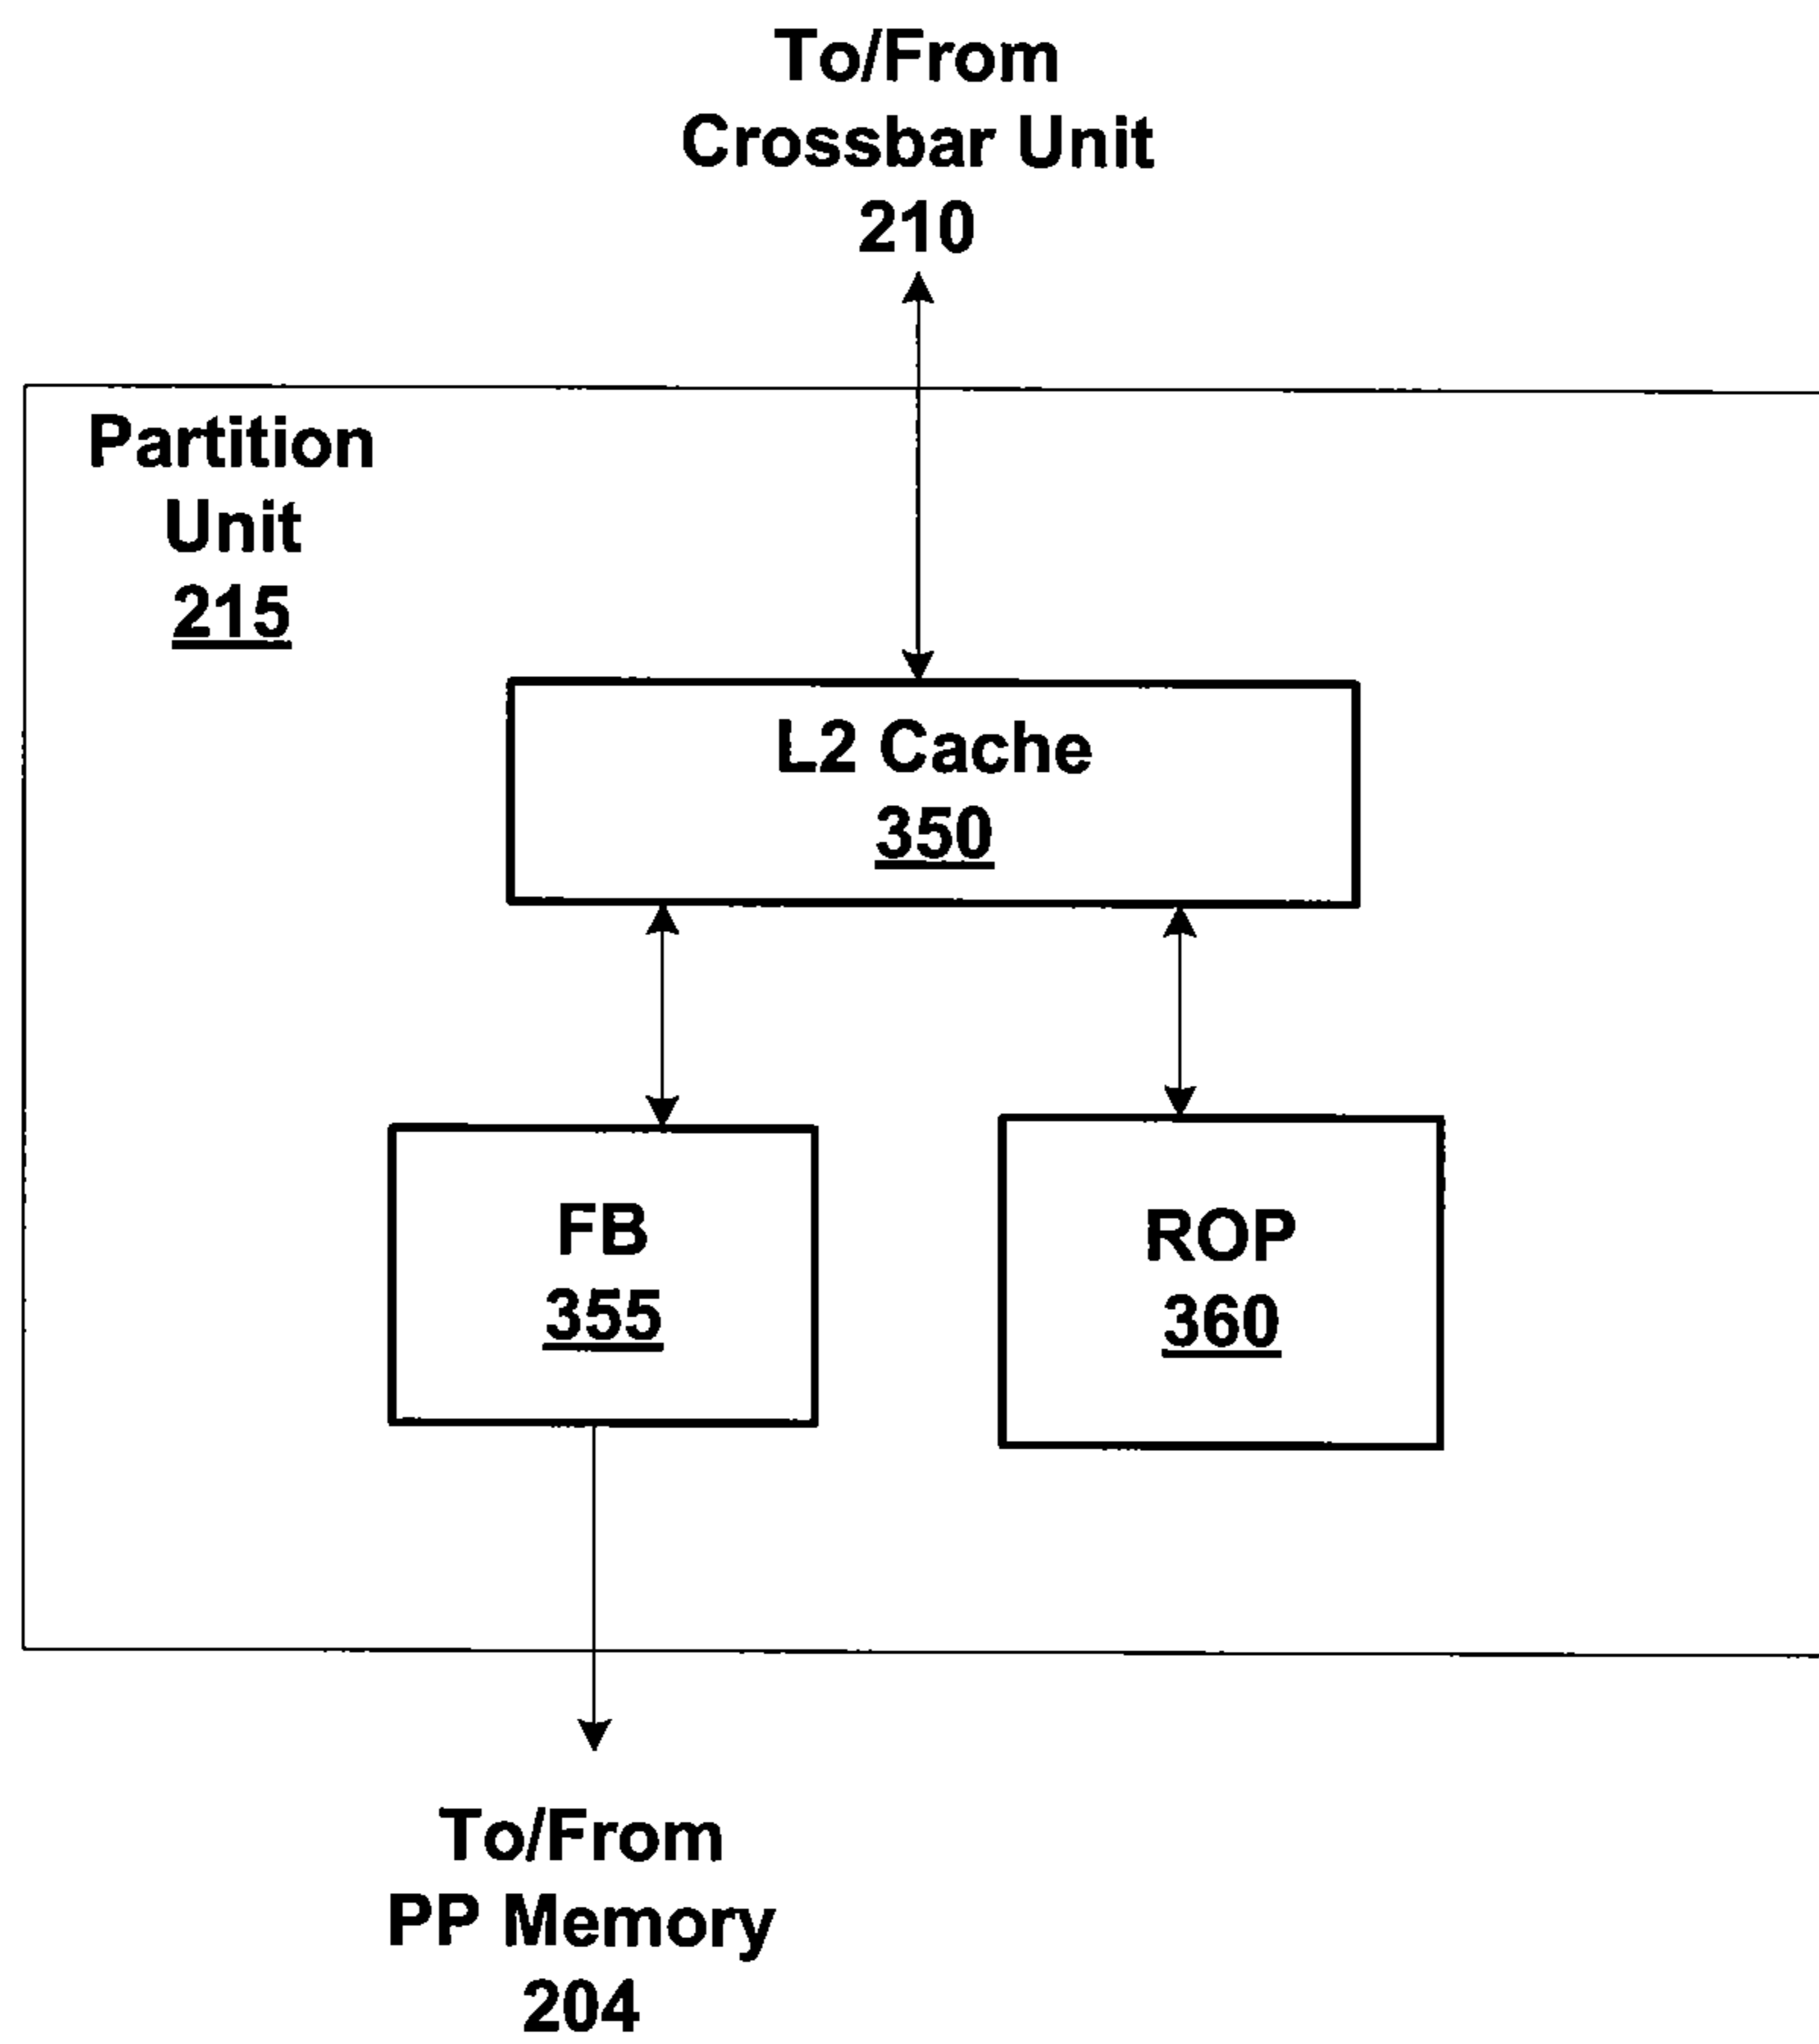 To/From
Crossbar Unit
210
Partition
Unit
215
L2 Cache
350
FB
355
ROP
360
To/From
PP Memory
204